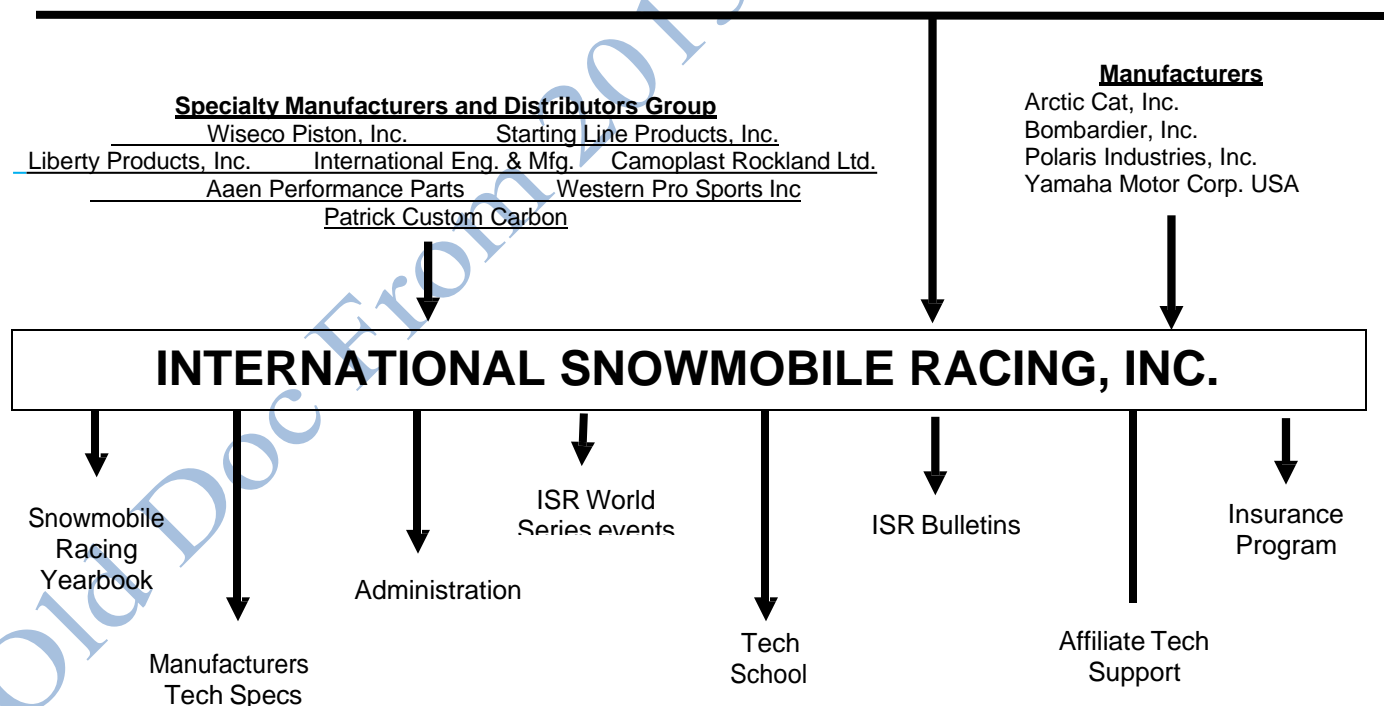 Specialty Manufacturers and Distributors Group
Wiseco Piston, Inc. Starting Line Products, Inc.
Liberty Products, Inc. International Eng. & Mfg. Camoplast Rockland Ltd.
Aaen Performance Parts Western Pro Sports Inc
Patrick Custom Carbon
Manufacturers
Arctic Cat, Inc.
Bombardier, Inc.
Polaris Industries, Inc.
Yamaha Motor Corp. USA
INTERNATIONAL SNOWMOBILE RACING, INC.
Snowmobile
Racing
Yearbook
Manufacturers
Tech Specs
Administration
ISR World
Series events
Tech
School
ISR Bulletins
Affiliate Tech
Support
Insurance
Program
Old Doc From